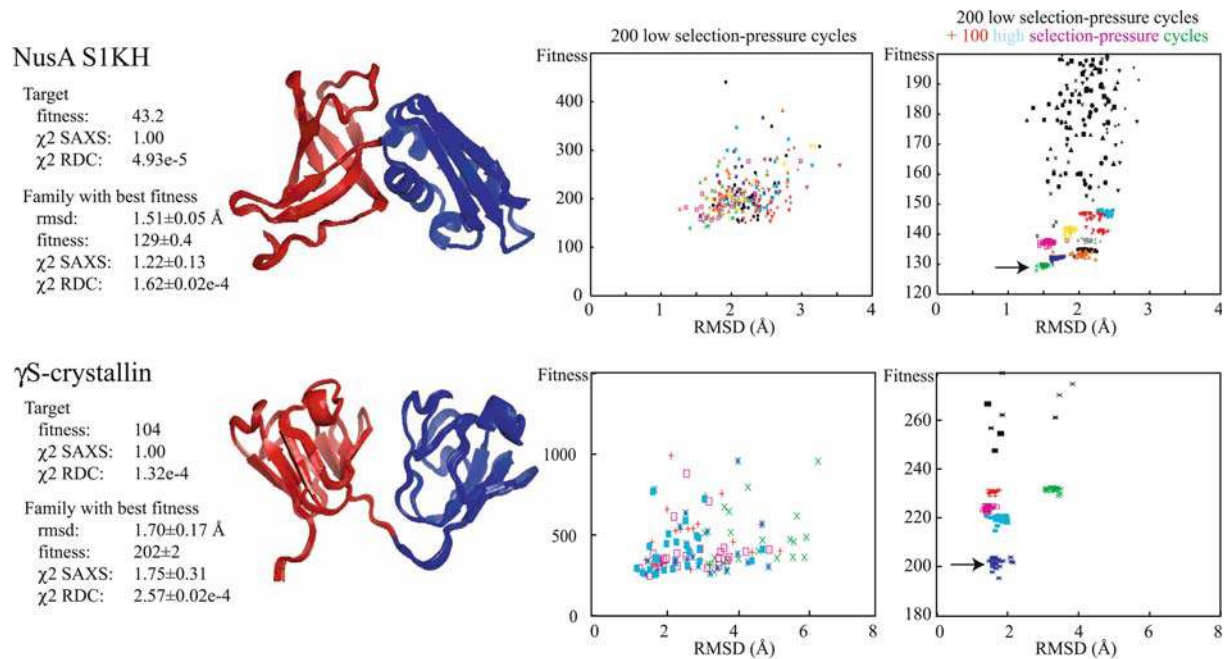 NusA S1KH
Target
fitness: 43.2
χ2 SAXS: 1.00
χ2 RDC: 4.93e-5
Family with best fitness
rmsd: 1.51±0.05 Å
fitness: 129±0.4
χ2 SAXS: 1.22±0.13
χ2 RDC: 1.62±0.02e-4
200 low selection-pressure cycles
Fitness
400
300
200
100
0
0 1 2 3 4
RMSD (Å)
200 low selection-pressure cycles
+ 100 high selection-pressure cycles
Fitness
190
180
170
160
150
140
130
120
0 1 2 3 4
RMSD (Å)
γS-crystallin
Target
fitness: 104
χ2 SAXS: 1.00
χ2 RDC: 1.32e-4
Family with best fitness
rmsd: 1.70±0.17 Å
fitness: 202±2
χ2 SAXS: 1.75±0.31
χ2 RDC: 2.57±0.02e-4
Fitness
1000
500
0
0 2 4 6 8
RMSD (Å)
Fitness
260
240
220
200
180
0 2 4 6 8
RMSD (Å)